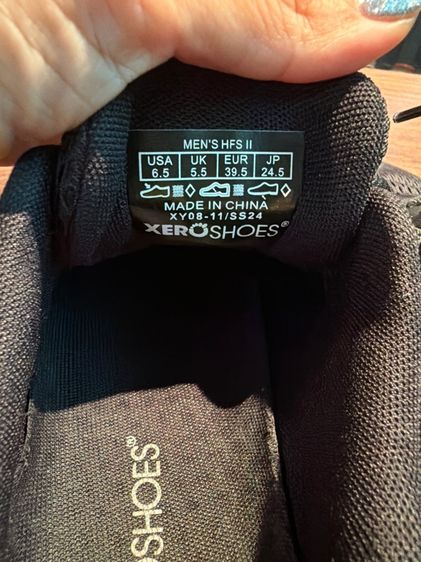 MEN'S HFS II
USA UK EUR JP
6.5 5.5 39.5 24.5
MADE IN CHINA
XY08-11/SS24
XEROSHOES®
SHOES®